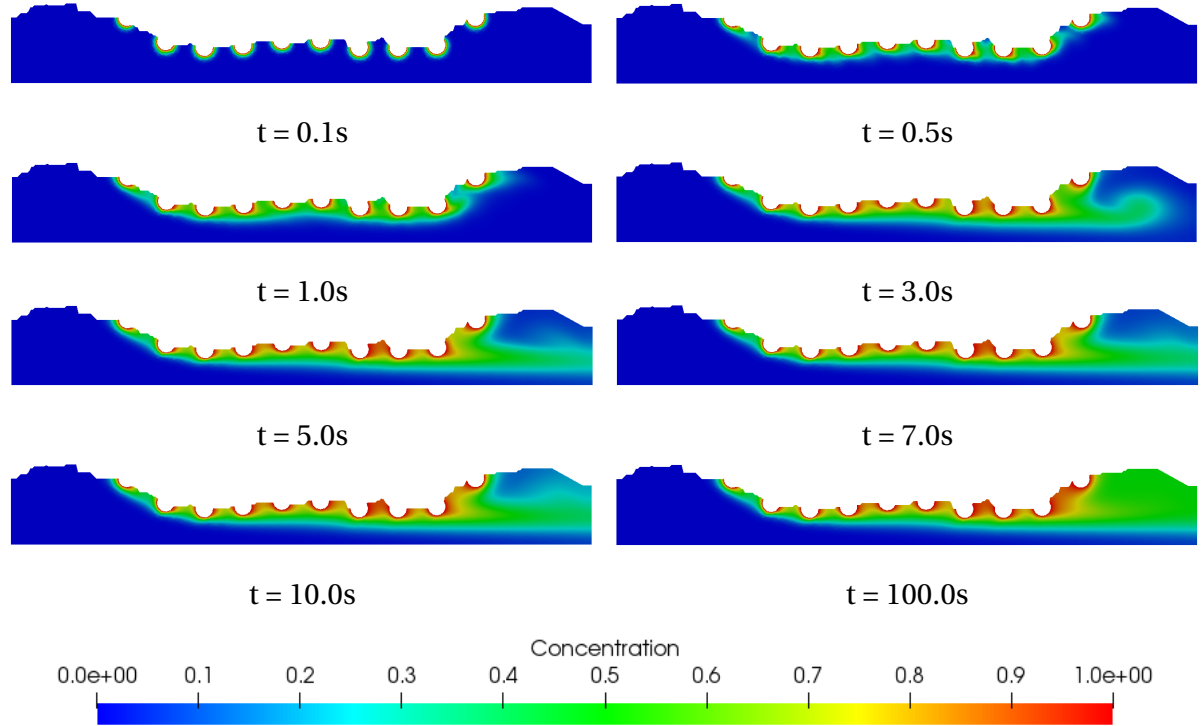 t = 0.1s
t = 0.5s
t = 1.0s
t = 3.0s
t = 5.0s
t = 7.0s
t = 10.0s
t = 100.0s
Concentration
0.0e+00 0.1 0.2 0.3 0.4 0.5 0.6 0.7 0.8 0.9 1.0e+00